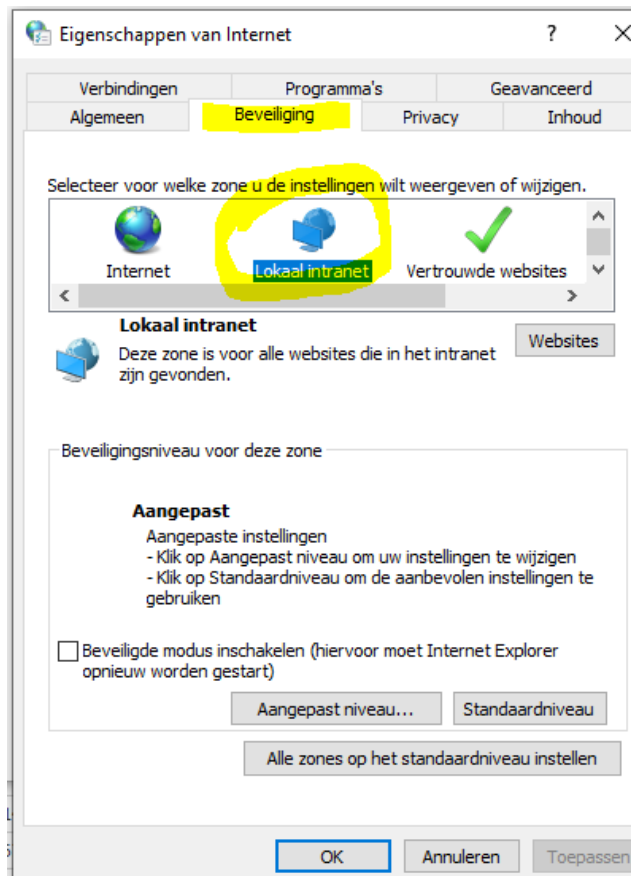 Eigenschappen van Internet
?
Verbindingen
Programma's
Geavanceerd
Algemeen
Beveiliging
Privacy
Inhoud
Selecteer voor welke zone u de instellingen wilt weergeven of wijzigen.
Internet
Lokaal intranet
Vertrouwde websites
Lokaal intranet
Deze zone is voor alle websites die in het intranet
zijn gevonden.
Websites
Beveiligingsniveau voor deze zone
Aangepast
Aangepaste instellingen
- Klik op Aangepast niveau om uw instellingen te wijzigen
- Klik op Standaardniveau om de aanbevolen instellingen te
gebruiken
Beveiligde modus inschakelen (hiervoor moet Internet Explorer
opnieuw worden gestart)
Aangepast niveau...
Standaardniveau
Alle zones op het standaardniveau instellen
OK
Annuleren
Toepassen